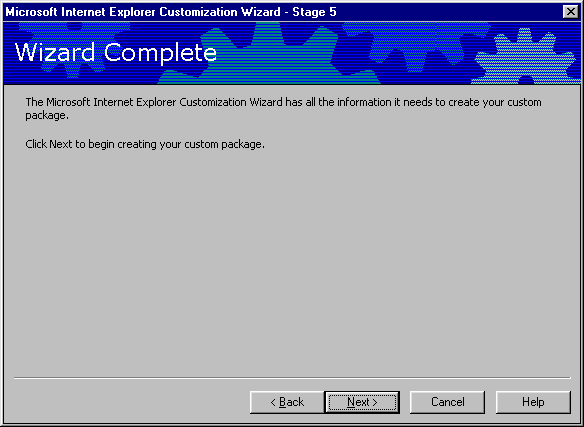 Microsoft Internet Explorer Customization Wizard - Stage 5
Wizard Complete
The Microsoft Internet Explorer Customization Wizard has all the information it needs to create your custom
package.
Click Next to begin creating your custom package.
< Back
Next >
Cancel
Help